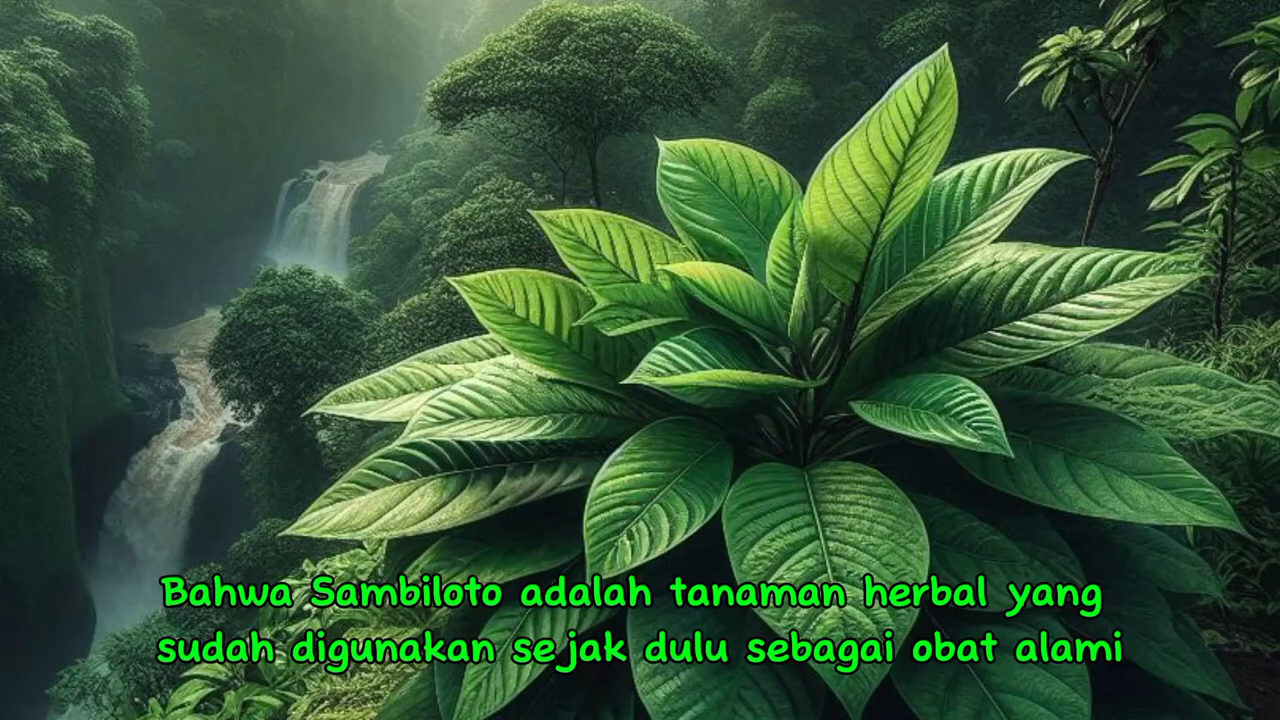 Bahwa Sambiloto adalah tanaman herbal yang
sudah digunakan sejak dulu sebagai obat alami